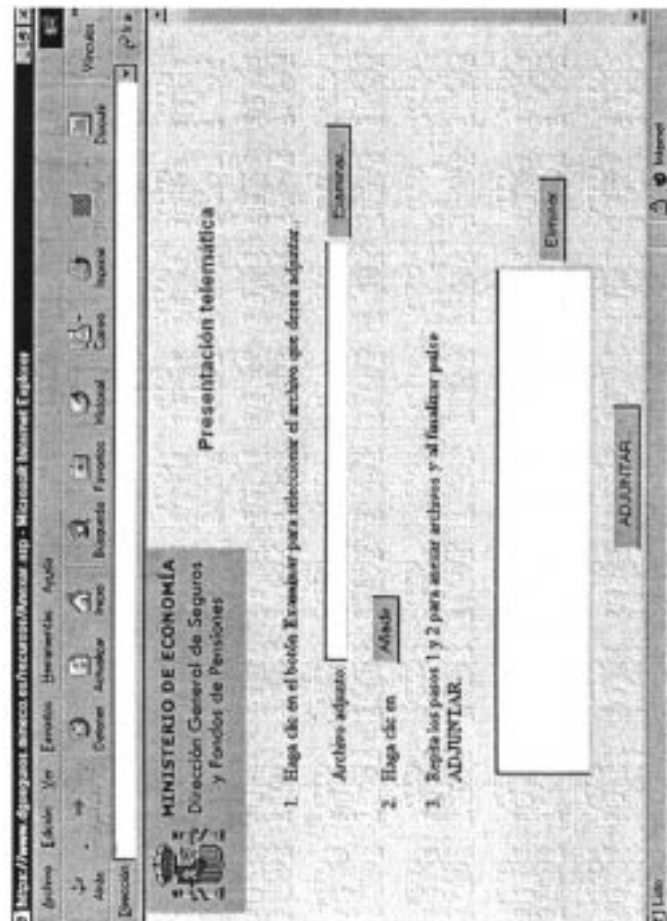 Microsoft Internet Explorer
Archivo Edición Ver Favoritos Herramientas Ayuda
Atrás Detener Actualizar Inicio Búsqueda Favoritos Historial Correo Imprimir Discutir Vínculos
Dirección
MINISTERIO DE ECONOMÍA
Dirección General de Seguros
y Fondos de Pensiones
Presentación telemática
1. Haga clic en el botón Examinar para seleccionar el archivo que desea adjuntar.
Archivo adjunto: Examinar...
2. Haga clic en Añadir
3. Repita los pasos 1 y 2 para anexar archivos y al finalizar pulse
ADJUNTAR.
Eliminar
ADJUNTAR...
Listo Internet